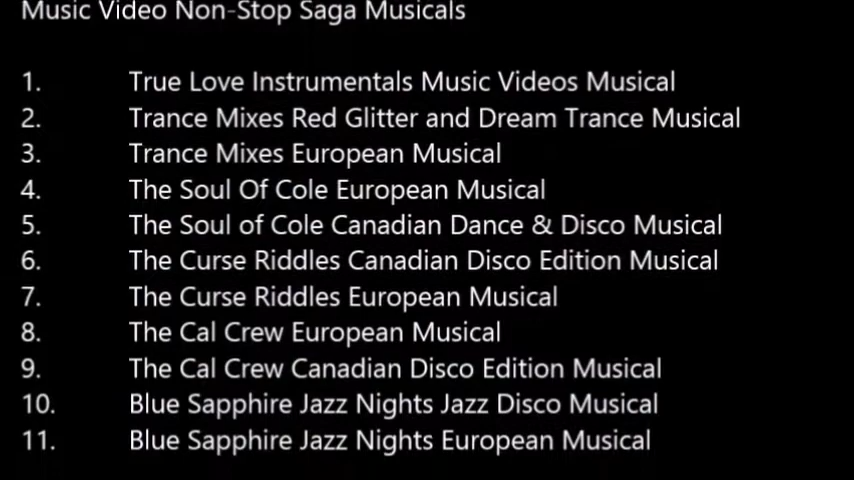 Music Video Non-Stop Saga Musicals
1. True Love Instrumentals Music Videos Musical
2. Trance Mixes Red Glitter and Dream Trance Musical
3. Trance Mixes European Musical
4. The Soul Of Cole European Musical
5. The Soul of Cole Canadian Dance & Disco Musical
6. The Curse Riddles Canadian Disco Edition Musical
7. The Curse Riddles European Musical
8. The Cal Crew European Musical
9. The Cal Crew Canadian Disco Edition Musical
10. Blue Sapphire Jazz Nights Jazz Disco Musical
11. Blue Sapphire Jazz Nights European Musical